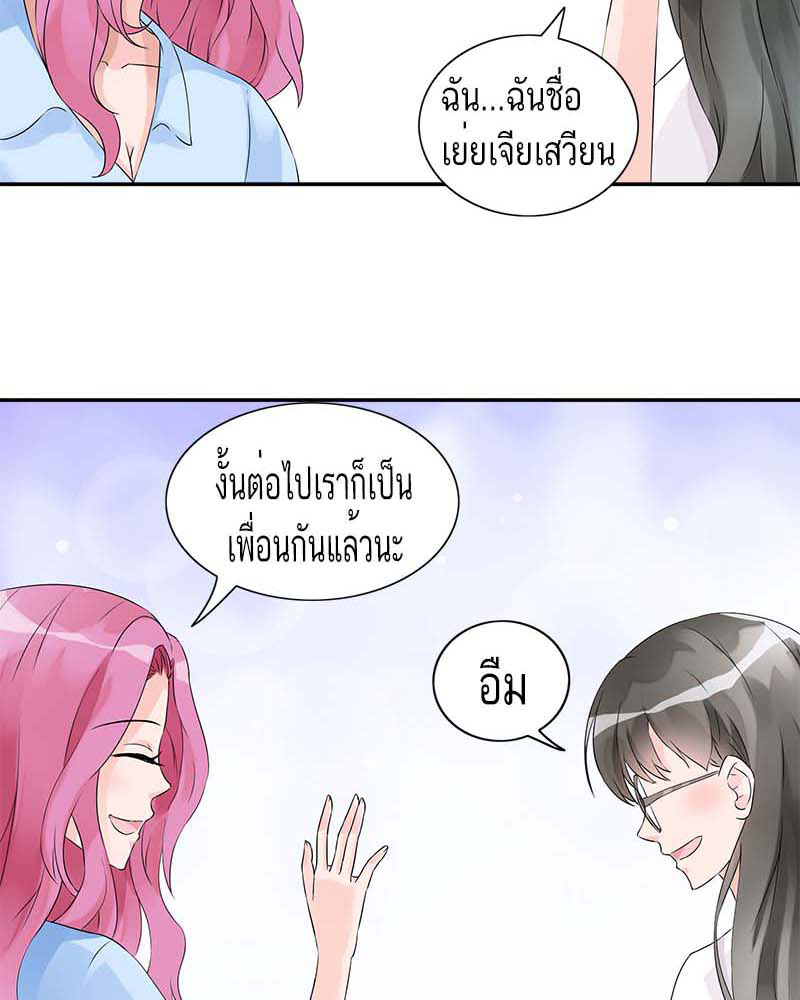 ฉัน...ฉันชื่อ
เย่ยเจียเสวียน
งั้นต่อไปเราก็เป็น
เพื่อนกันแล้วนะ
อืม